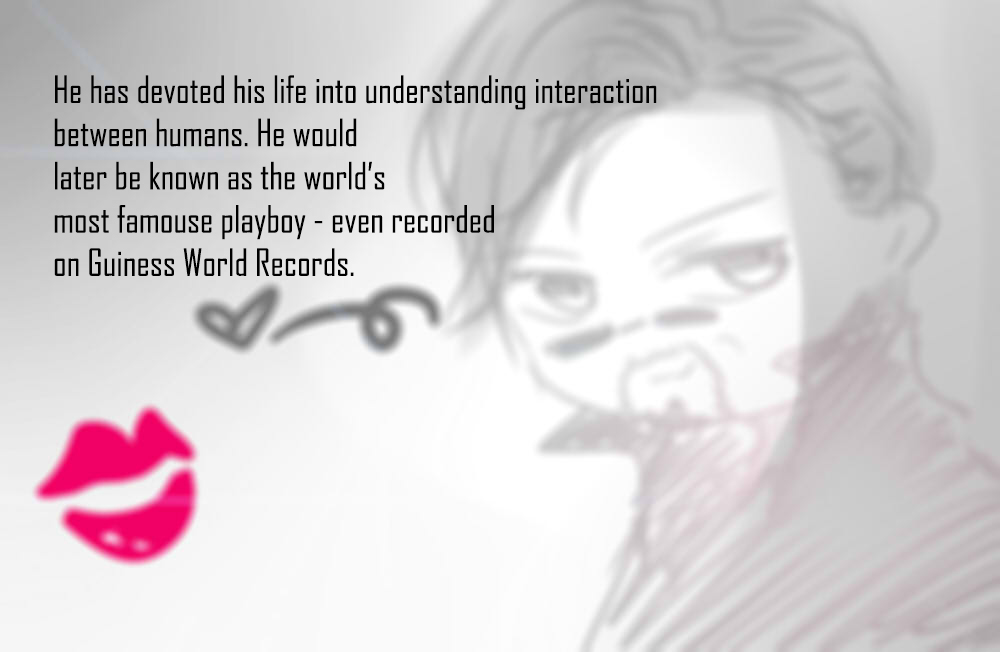 He has devoted his life into understanding interaction
between humans. He would
later be known as the world's
most famouse playboy - even recorded
on Guiness World Records.